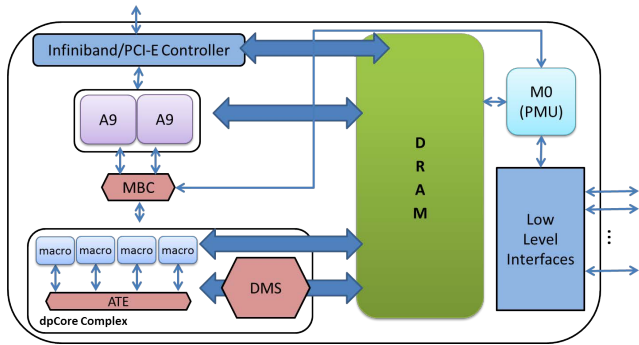 Infiniband/PCI-E Controller
A9
A9
MBC
macro
macro
macro
macro
ATE
dpCore Complex
DMS
D
R
A
M
M0
(PMU)
Low
Level
Interfaces
...